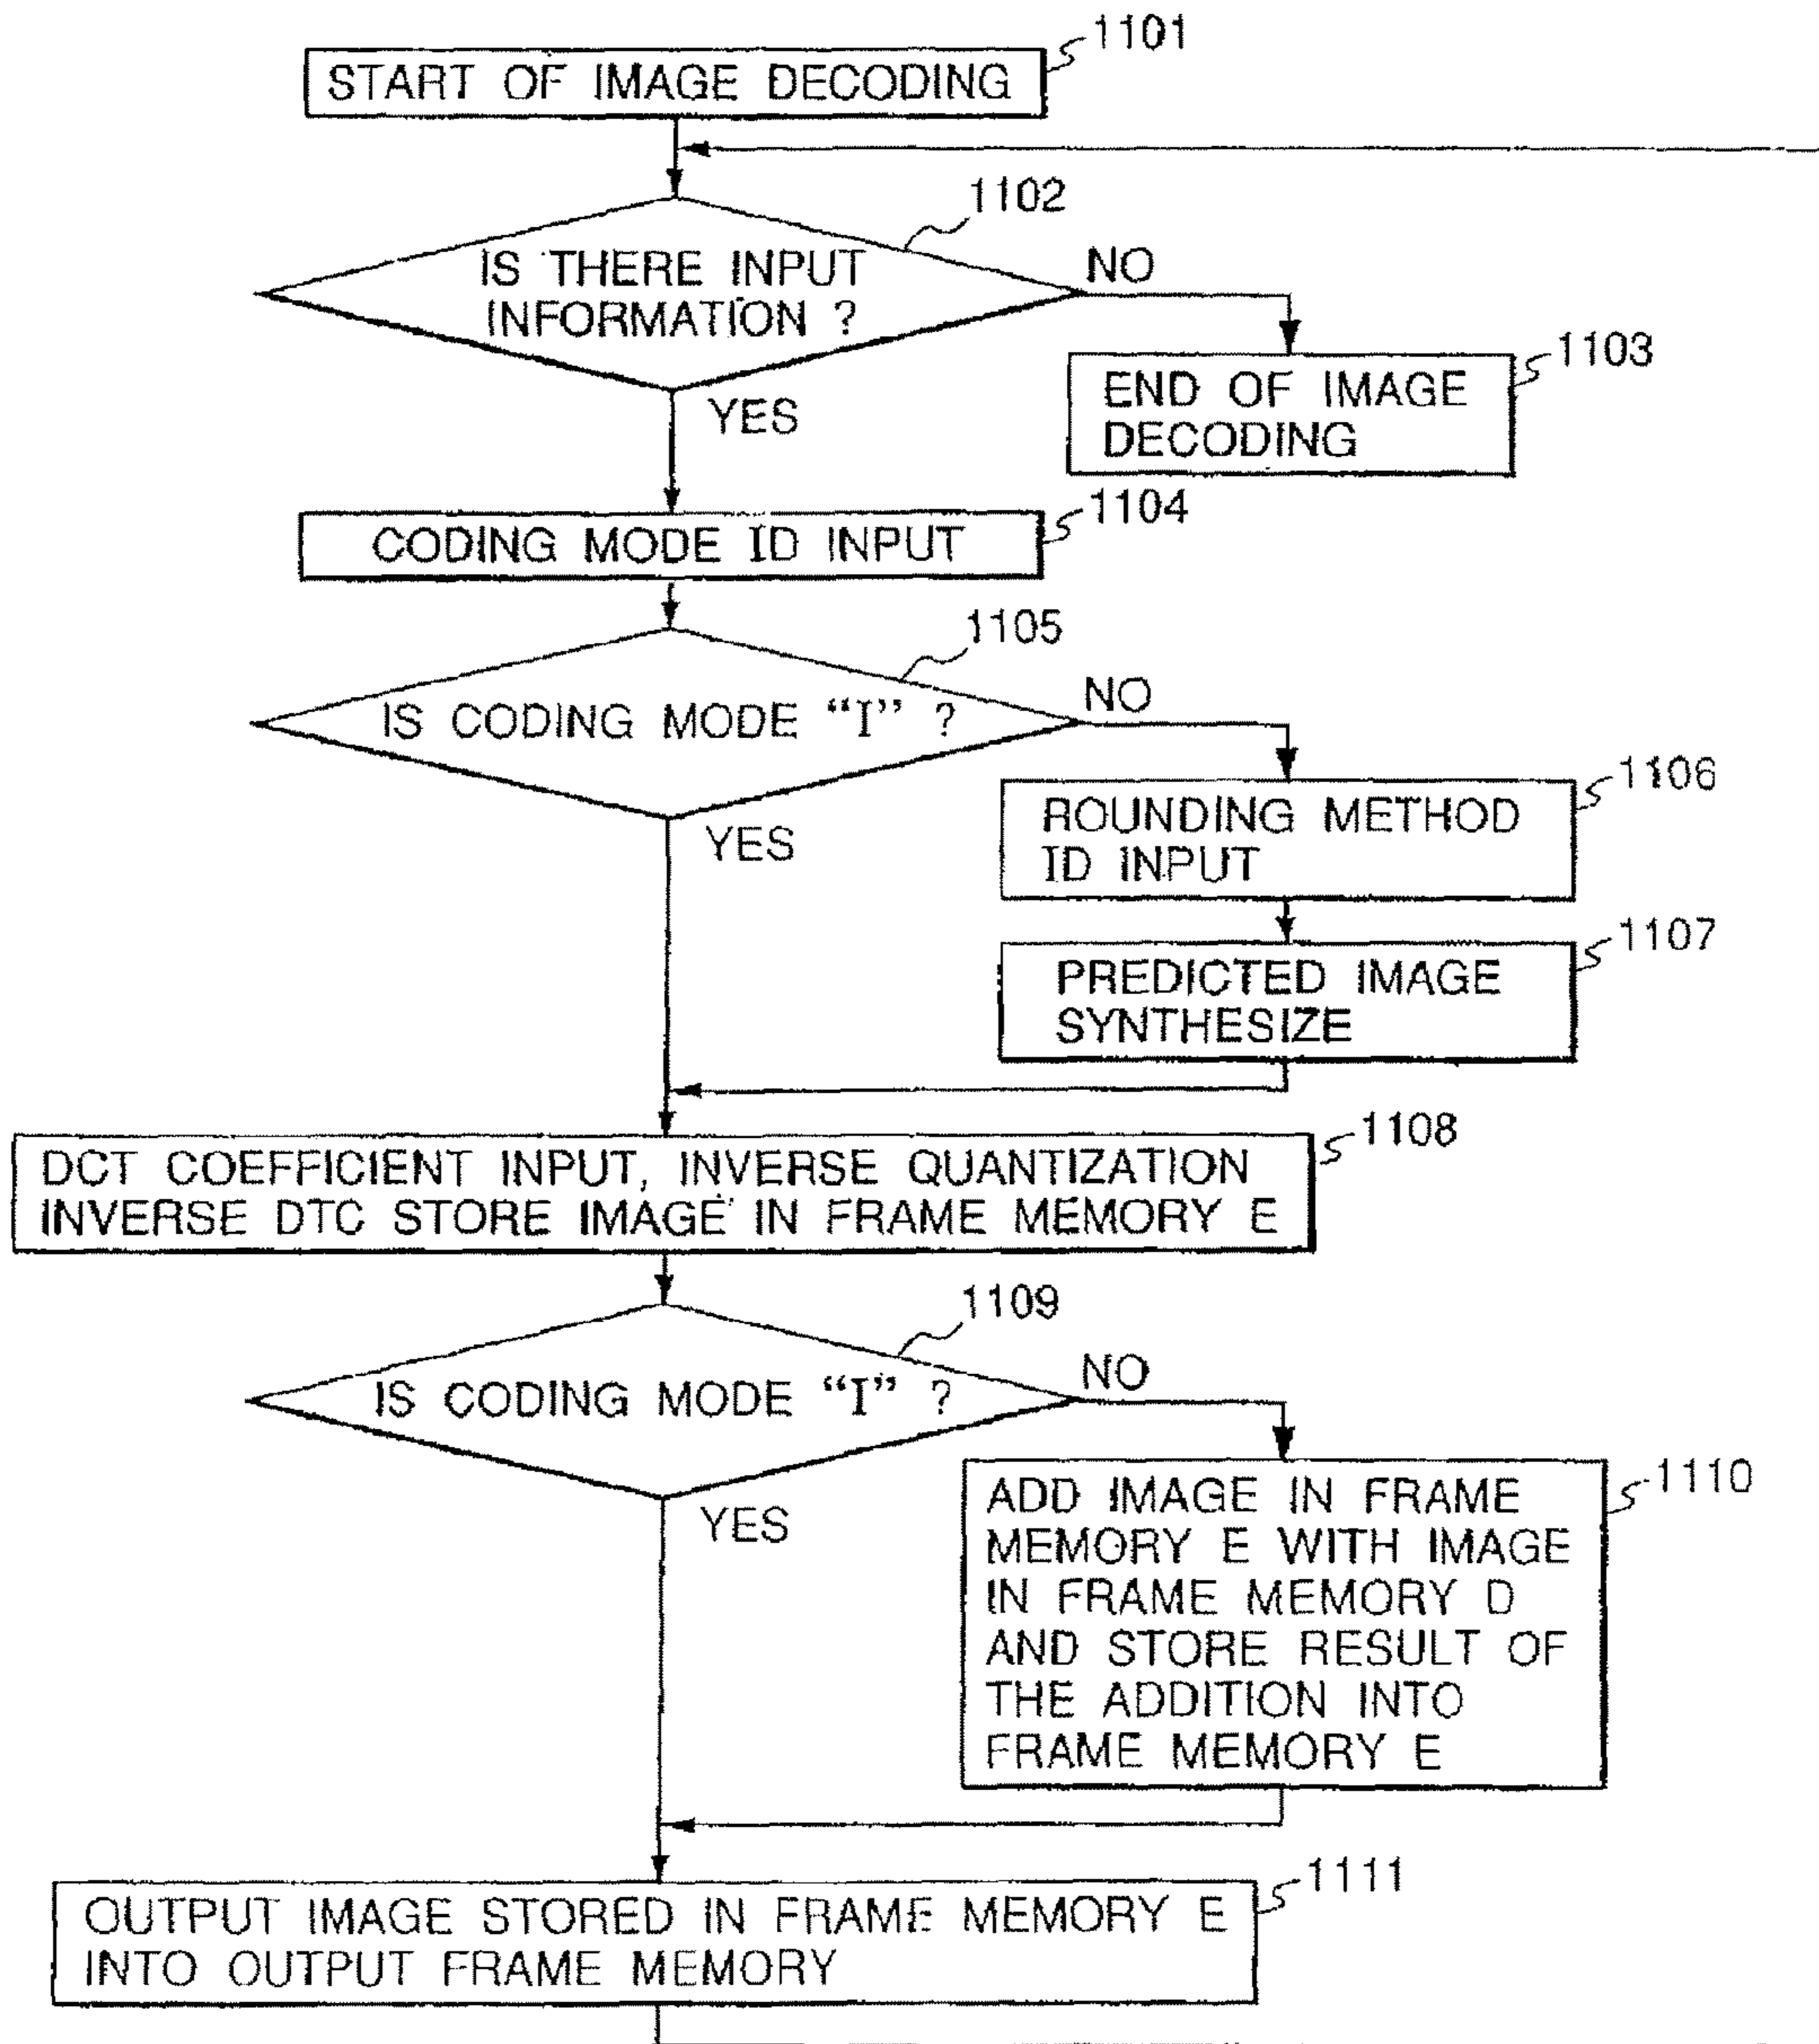 1101
START OF IMAGE DECODING
1102
IS THERE INPUT
INFORMATION ?
NO
YES
1103
END OF IMAGE
DECODING
1104
CODING MODE ID INPUT
1105
IS CODING MODE “I” ?
NO
YES
1106
ROUNDING METHOD
ID INPUT
1107
PREDICTED IMAGE
SYNTHESIZE
1108
DCT COEFFICIENT INPUT, INVERSE QUANTIZATION
INVERSE DTC STORE IMAGE IN FRAME MEMORY E
1109
IS CODING MODE “I” ?
NO
YES
1110
ADD IMAGE IN FRAME
MEMORY E WITH IMAGE
IN FRAME MEMORY D
AND STORE RESULT OF
THE ADDITION INTO
FRAME MEMORY E
1111
OUTPUT IMAGE STORED IN FRAME MEMORY E
INTO OUTPUT FRAME MEMORY